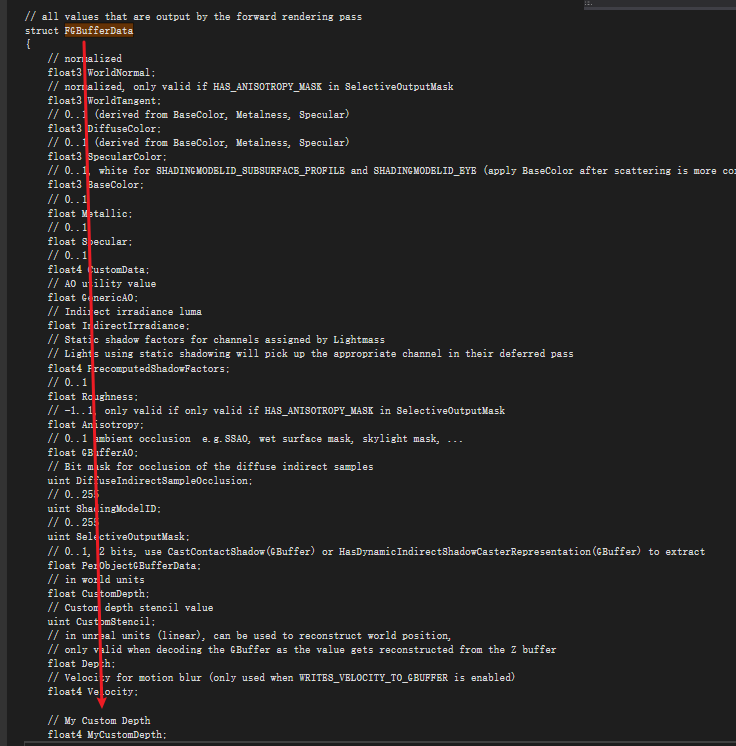 // all values that are output by the forward rendering pass
struct FGBufferData
{
// normalized
float3 WorldNormal;
// normalized, only valid if HAS_ANISOTROPY_MASK in SelectiveOutputMask
float3 WorldTangent;
// 0..1 (derived from BaseColor, Metalness, Specular)
float3 DiffuseColor;
// 0..1 (derived from BaseColor, Metalness, Specular)
float3 SpecularColor;
// 0..1, white for SHADINGMODELID_SUBSURFACE_PROFILE and SHADINGMODELID_EYE (apply BaseColor after scattering is more cor
float3 BaseColor;
// 0..1
float Metallic;
// 0..1
float Specular;
// 0..1
float4 CustomData;
// AO utility value
float GenericAO;
// Indirect irradiance luma
float IndirectIrradiance;
// Static shadow factors for channels assigned by Lightmass
// Lights using static shadowing will pick up the appropriate channel in their deferred pass
float4 PrecomputedShadowFactors;
// 0..1
float Roughness;
// -1..1, only valid if only valid if HAS_ANISOTROPY_MASK in SelectiveOutputMask
float Anisotropy;
// 0..1 ambient occlusion  e.g.SSAO, wet surface mask, skylight mask, ...
float GBufferAO;
// Bit mask for occlusion of the diffuse indirect samples
uint DiffuseIndirectSampleOcclusion;
// 0..255
uint ShadingModelID;
// 0..255
uint SelectiveOutputMask;
// 0..1, 2 bits, use CastContactShadow(GBuffer) or HasDynamicIndirectShadowCasterRepresentation(GBuffer) to extract
float PerObjectGBufferData;
// in world units
float CustomDepth;
// Custom depth stencil value
uint CustomStencil;
// in unreal units (linear), can be used to reconstruct world position,
// only valid when decoding the GBuffer as the value gets reconstructed from the Z buffer
float Depth;
// Velocity for motion blur (only used when WRITES_VELOCITY_TO_GBUFFER is enabled)
float4 Velocity;
// My Custom Depth
float4 MyCustomDepth;